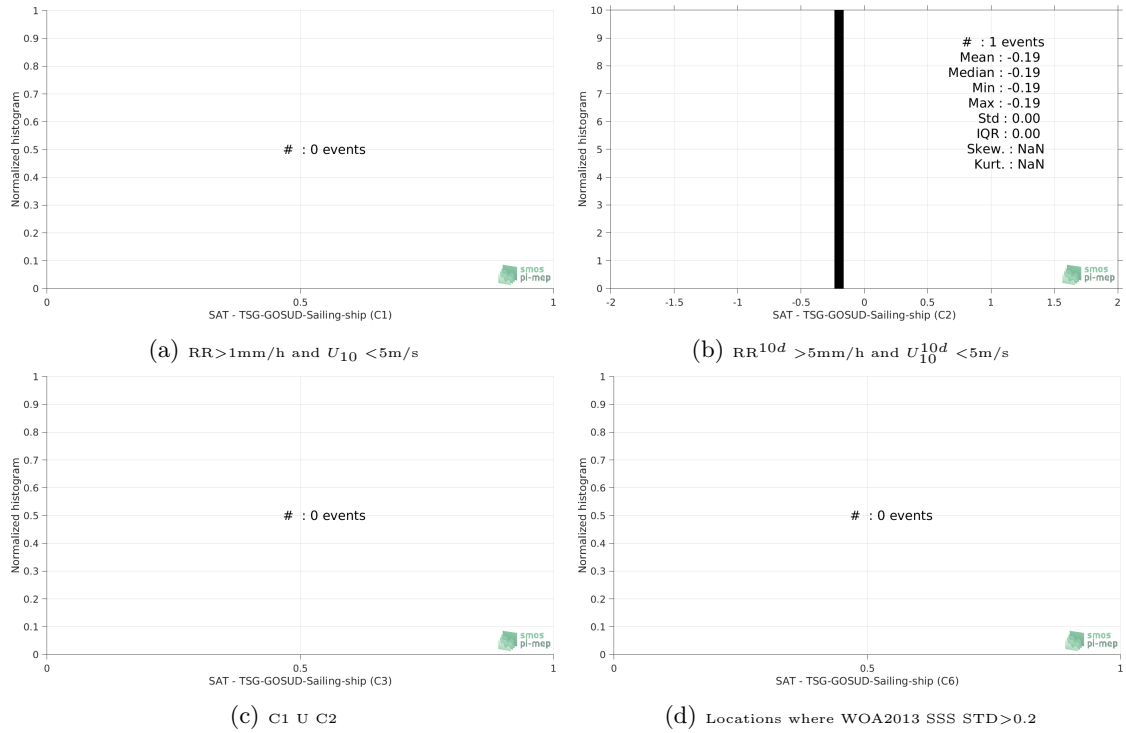 1
0.9
0.8
0.7
0.6
0.5
0.4
0.3
0.2
0.1
0
Normalized histogram
# : 0 events
smos
pi-mep
0 0.5 1
SAT - TSG-GOSUD-Sailing-ship (C1)
(a) RR>1mm/h and U10 <5m/s
10
9
8
7
6
5
4
3
2
1
0
Normalized histogram
# : 1 events
Mean : -0.19
Median : -0.19
Min : -0.19
Max : -0.19
Std : 0.00
IQR : 0.00
Skew. : NaN
Kurt. : NaN
smos
pi-mep
-2 -1.5 -1 -0.5 0 0.5 1 1.5 2
SAT - TSG-GOSUD-Sailing-ship (C2)
(b) RR^10d >5mm/h and U10^10d <5m/s
1
0.9
0.8
0.7
0.6
0.5
0.4
0.3
0.2
0.1
0
Normalized histogram
# : 0 events
smos
pi-mep
0 0.5 1
SAT - TSG-GOSUD-Sailing-ship (C3)
(c) C1 U C2
1
0.9
0.8
0.7
0.6
0.5
0.4
0.3
0.2
0.1
0
Normalized histogram
# : 0 events
smos
pi-mep
0 0.5 1
SAT - TSG-GOSUD-Sailing-ship (C6)
(d) Locations where WOA2013 SSS STD>0.2